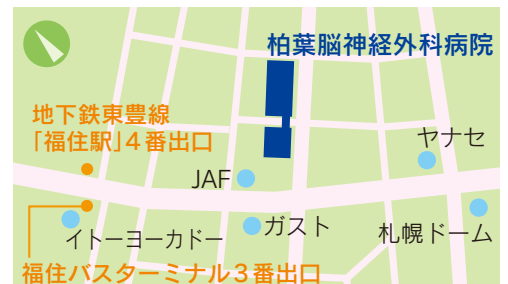 柏葉脳神経外科病院
地下鉄東豊線
「福住駅」4番出口
ヤナセ
JAF
イトーヨーカドー
ガスト
札幌ドーム
福住バスターミナル3番出口